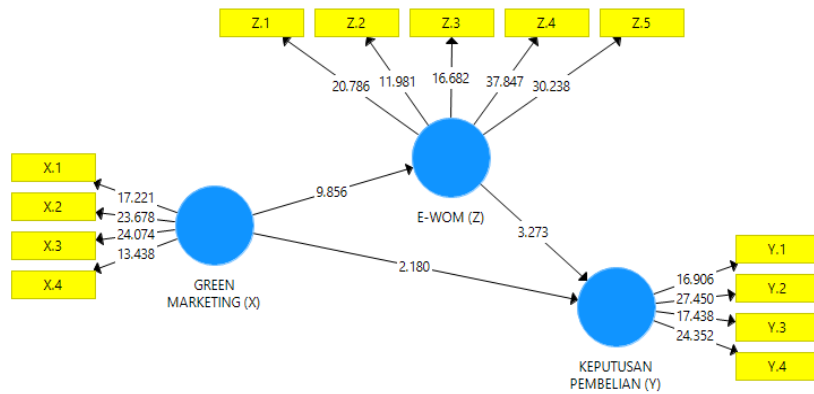 Z.1
Z.2
Z.3
Z.4
Z.5
20.786
11.981
16.682
37.847
30.238
X.1
X.2
X.3
X.4
17.221
23.678
24.074
13.438
GREEN
MARKETING (X)
9.856
E-WOM (Z)
3.273
2.180
KEPUTUSAN
PEMBELIAN (Y)
16.906
27.450
17.438
24.352
Y.1
Y.2
Y.3
Y.4